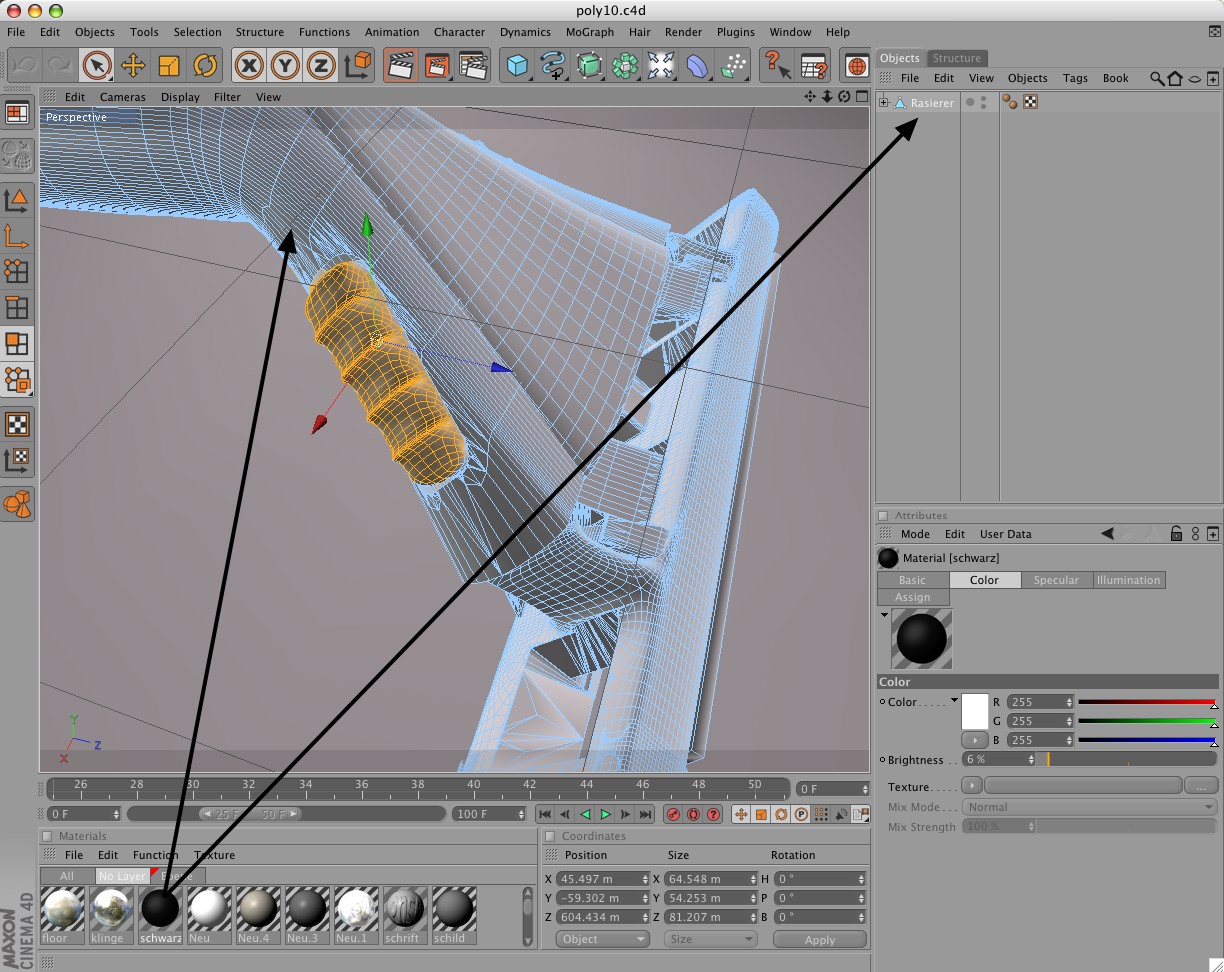 poly10.c4d
File Edit Objects Tools Selection Structure Functions Animation Character Dynamics MoGraph Hair Render Plugins Window Help
X Y Z
Objects Structure
File Edit View Objects Tags Book
Edit Cameras Display Filter View
Perspective
Rasierer
Attributes
Mode Edit User Data
Material [schwarz]
Basic Color Specular Illumination
Assign
Color
Color R 255
G 255
B 255
Brightness 6 %
Texture
...
Mix Mode Normal
Mix Strength 100 %
Y
Z
X
26 28 30 32 34 36 38 40 42 44 46 48 50
0 F
0 F 25 F 50 F 100 F
P
Materials
File Edit Function Texture
All No Layer Ebene
floor klinge schwarz Neu Neu.4 Neu.3 Neu.1 schrift schild
Coordinates
Position Size Rotation
X 45.497 m X 64.548 m H 0 °
Y -59.302 m Y 54.253 m P 0 °
Z 604.434 m Z 81.207 m B 0 °
Object Size Apply
MAXON
CINEMA 4D